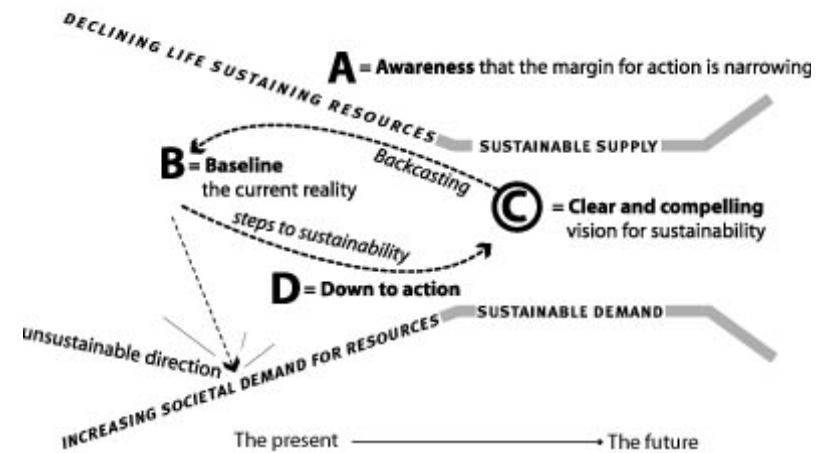 DECLINING LIFE SUSTAINING RESOURCES
A = Awareness that the margin for action is narrowing
SUSTAINABLE SUPPLY
Backcasting
B = Baseline
the current reality
C = Clear and compelling
vision for sustainability
steps to sustainability
D = Down to action
SUSTAINABLE DEMAND
unsustainable direction
INCREASING SOCIETAL DEMAND FOR RESOURCES
The present
The future